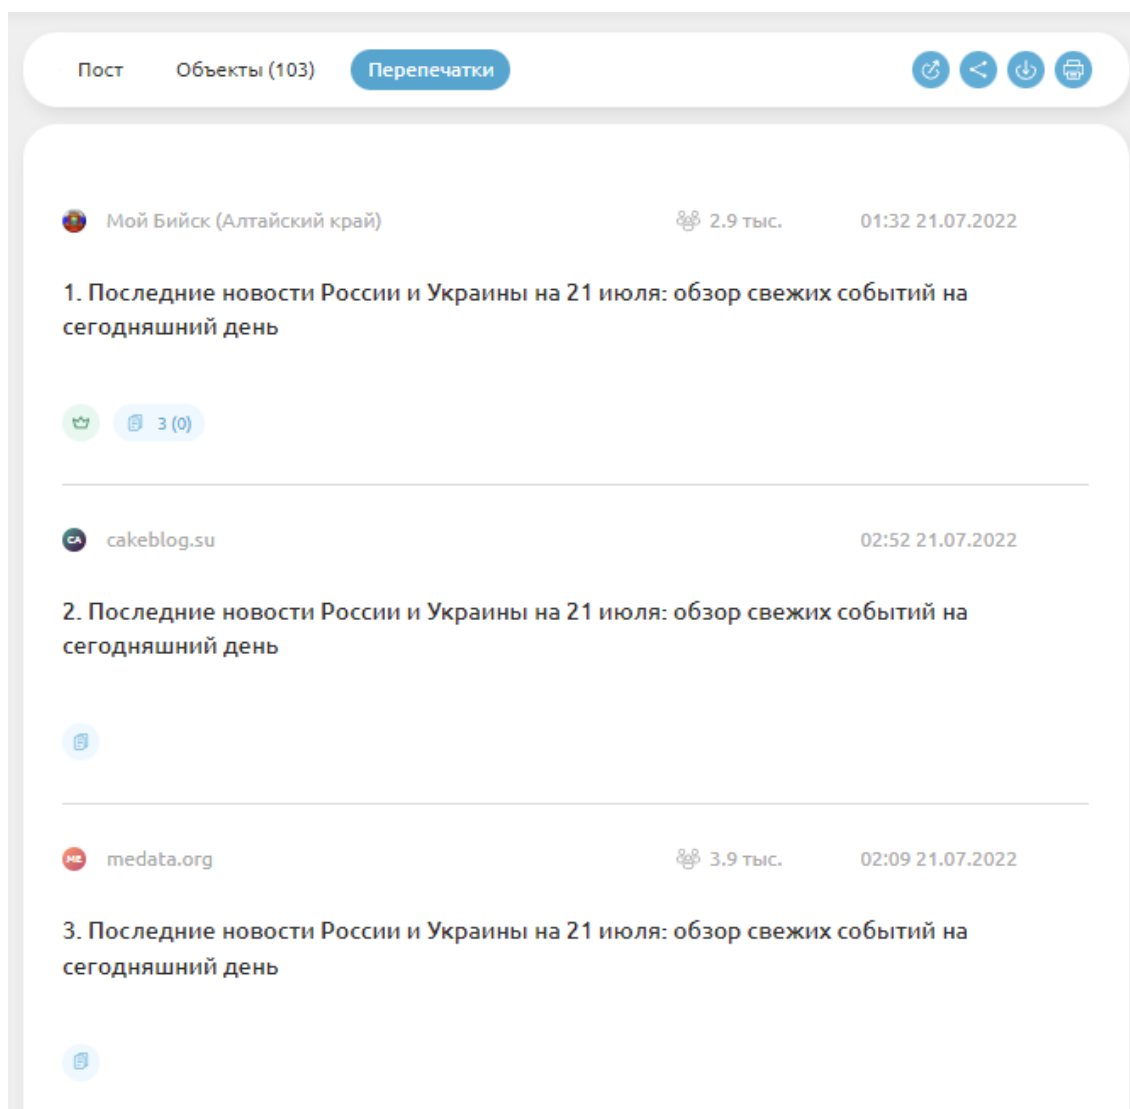 Пост Объекты (103) Перепечатки
Мой Бийск (Алтайский край) 2.9 тыс. 01:32 21.07.2022
1. Последние новости России и Украины на 21 июля: обзор свежих событий на
сегодняшний день
3 (0)
CA cakeblog.su 02:52 21.07.2022
2. Последние новости России и Украины на 21 июля: обзор свежих событий на
сегодняшний день
ME medata.org 3.9 тыс. 02:09 21.07.2022
3. Последние новости России и Украины на 21 июля: обзор свежих событий на
сегодняшний день